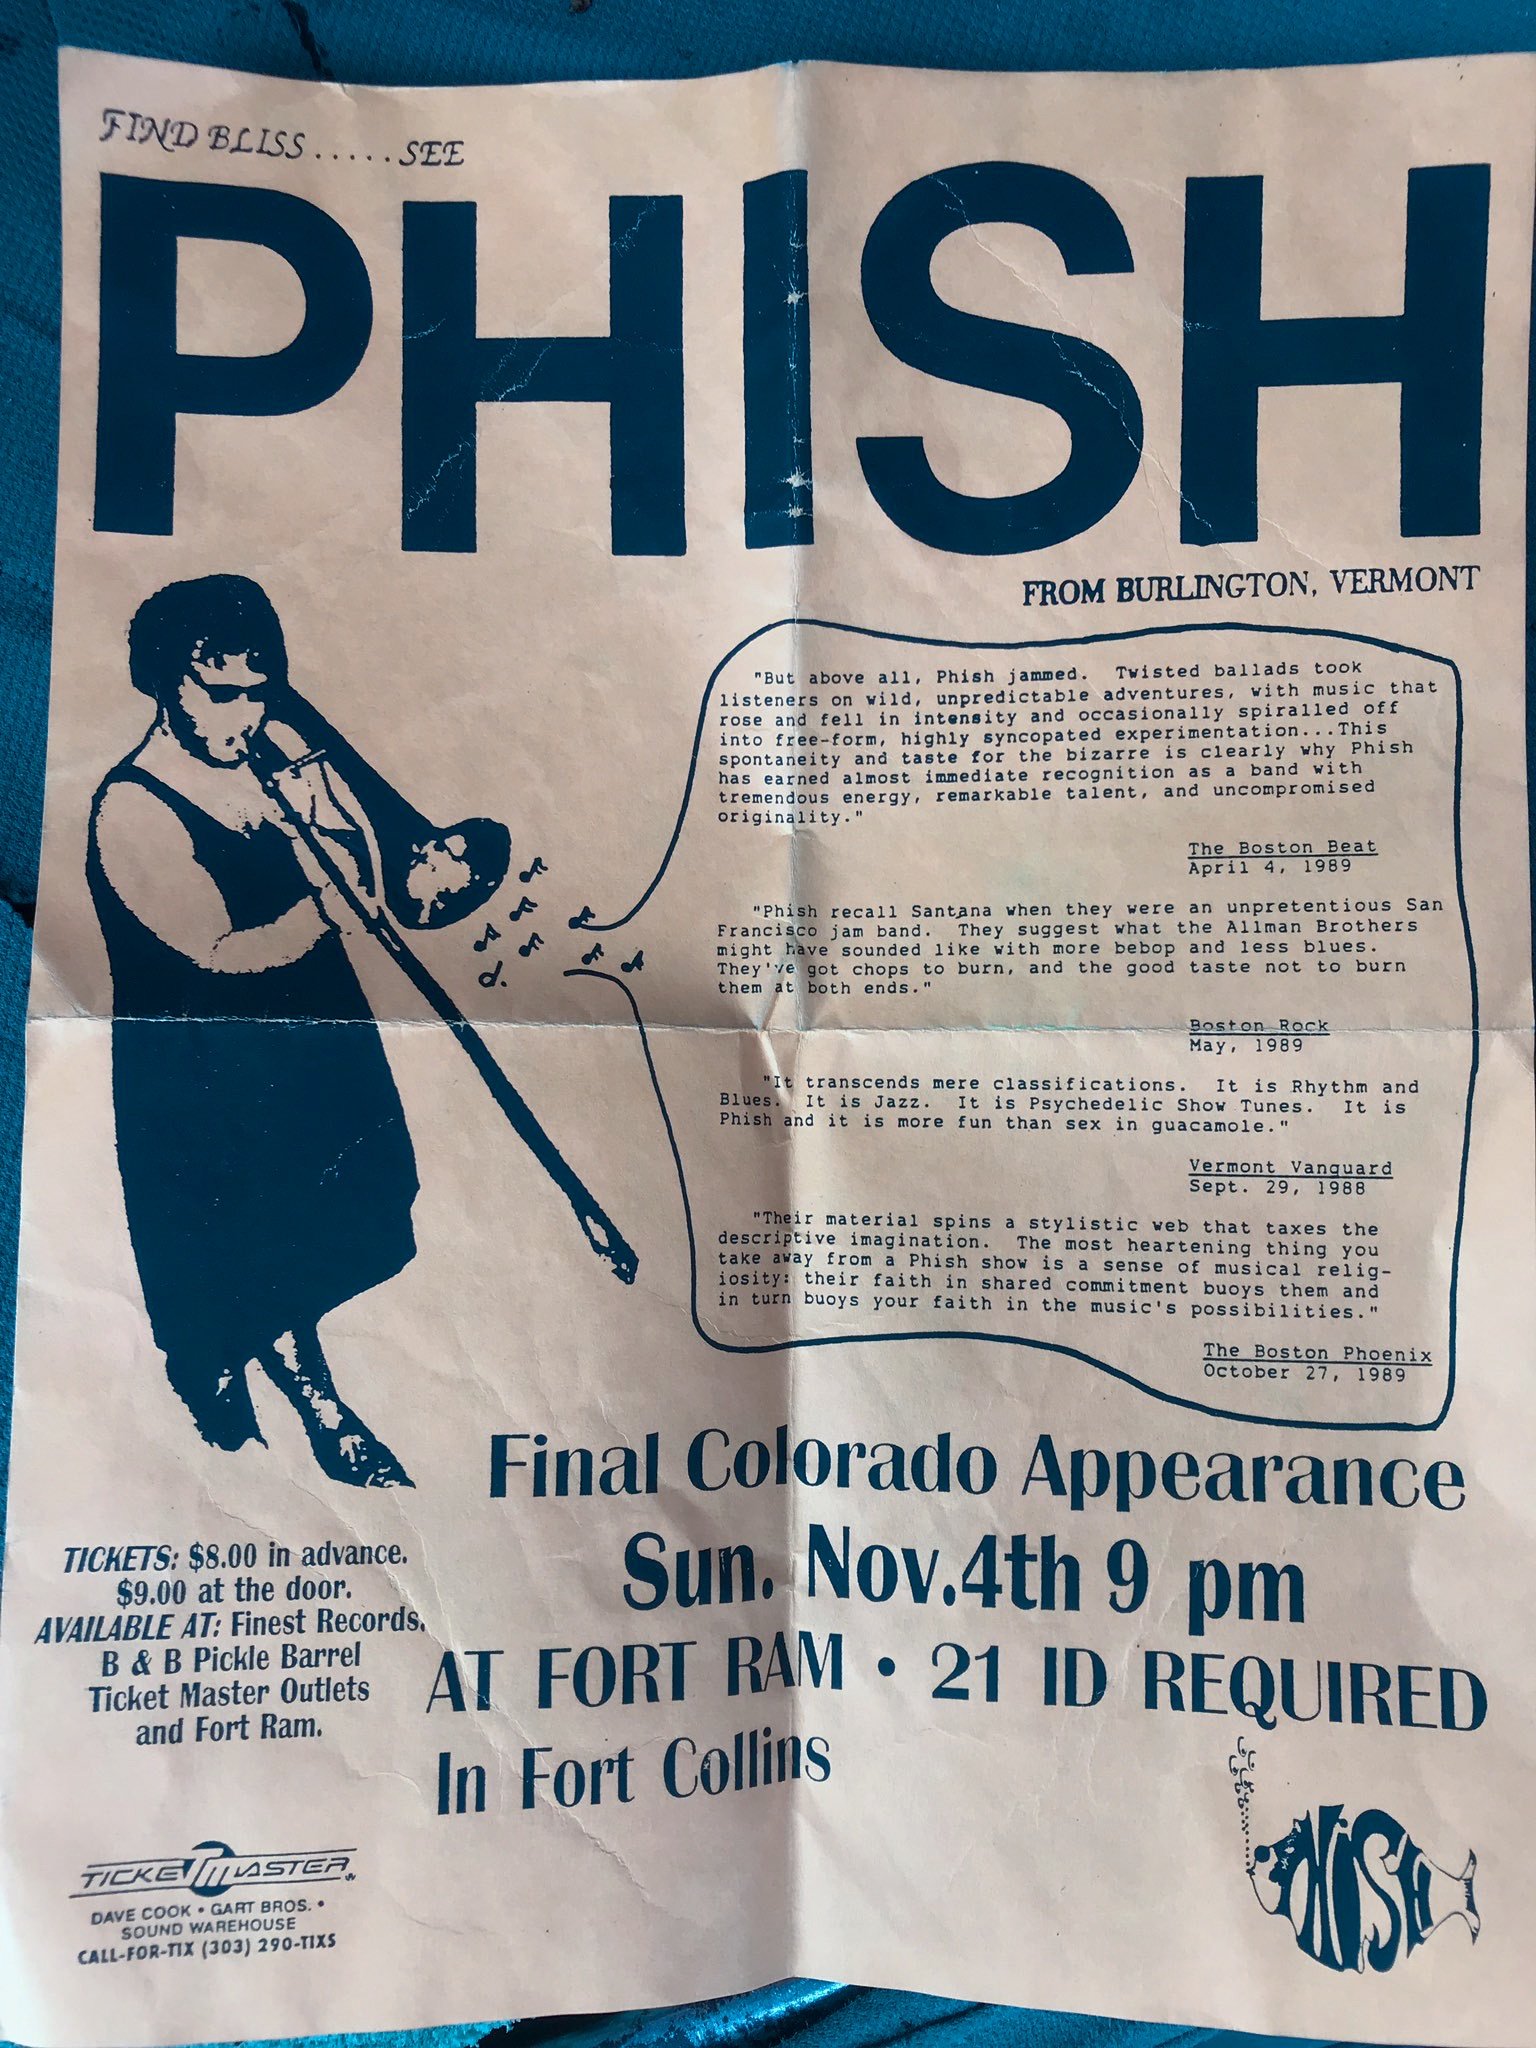 FIND BLISS.....SEE
PHISH
FROM BURLINGTON, VERMONT
"But above all, Phish jammed. Twisted ballads took
listeners on wild, unpredictable adventures, with music that
rose and fell in intensity and occasionally spiralled off
into free-form, highly syncopated experimentation...This
spontaneity and taste for the bizarre is clearly why Phish
has earned almost immediate recognition as a band with
tremendous energy, remarkable talent, and uncompromised
originality."
The Boston Beat
April 4, 1989
"Phish recall Santana when they were an unpretentious San
Francisco jam band. They suggest what the Allman Brothers
might have sounded like with more bebop and less blues.
They've got chops to burn, and the good taste not to burn
them at both ends."
Boston Rock
May, 1989
"It transcends mere classifications. It is Rhythm and
Blues. It is Jazz. It is Psychedelic Show Tunes. It is
Phish and it is more fun than sex in guacamole."
Vermont Vanguard
Sept. 29, 1988
"Their material spins a stylistic web that taxes the
descriptive imagination. The most heartening thing you
take away from a Phish show is a sense of musical relig-
iosity: their faith in shared commitment buoys them and
in turn buoys your faith in the music's possibilities."
The Boston Phoenix
October 27, 1989
Final Colorado Appearance
Sun. Nov.4th 9 pm
AT FORT RAM • 21 ID REQUIRED
In Fort Collins
TICKETS: $8.00 in advance.
$9.00 at the door.
AVAILABLE AT: Finest Records,
B & B Pickle Barrel
Ticket Master Outlets
and Fort Ram.
TICKETMASTER
DAVE COOK • GART BROS. •
SOUND WAREHOUSE
CALL-FOR-TIX (303) 290-TIXS
PHiSH